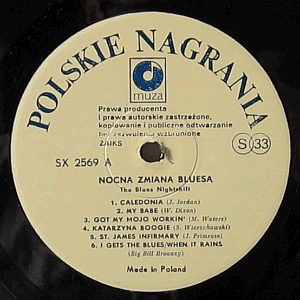 POLSKIE NAGRANIA
muza
Prawa producenta
i prawa autorskie zastrzeżone,
kopiowanie i publiczne odtwarzanie
bez zezwolenia wzbronione
ZAIKS
S 33
SX 2569 A
NOCNA ZMIANA BLUESA
The Blues Nightshift
1. CALEDONIA (J. Jordan)
2. MY BABE (W. Dixon)
3. GOT MY MOJO WORKIN' (M. Waters)
4. KATARZYNA BOOGIE (S. Wierzcholski)
5. ST. JAMES INFIRMARY (J. Primrose)
6. I GETS THE BLUES/WHEN IT RAINS
(Big Bill Broonzy)
Made in Poland